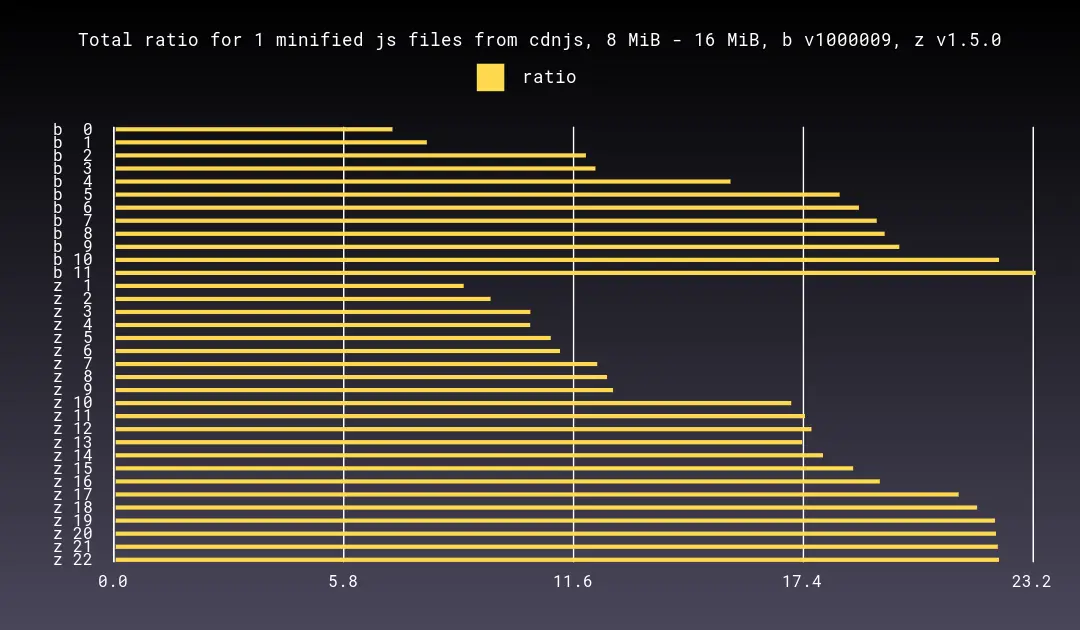 Total ratio for 1 minified js files from cdnjs, 8 MiB - 16 MiB, b v1000009, z v1.5.0
ratio
b 0
b 1
b 2
b 3
b 4
b 5
b 6
b 7
b 8
b 9
b 10
b 11
z 1
z 2
z 3
z 4
z 5
z 6
z 7
z 8
z 9
z 10
z 11
z 12
z 13
z 14
z 15
z 16
z 17
z 18
z 19
z 20
z 21
z 22
0.0 5.8 11.6 17.4 23.2